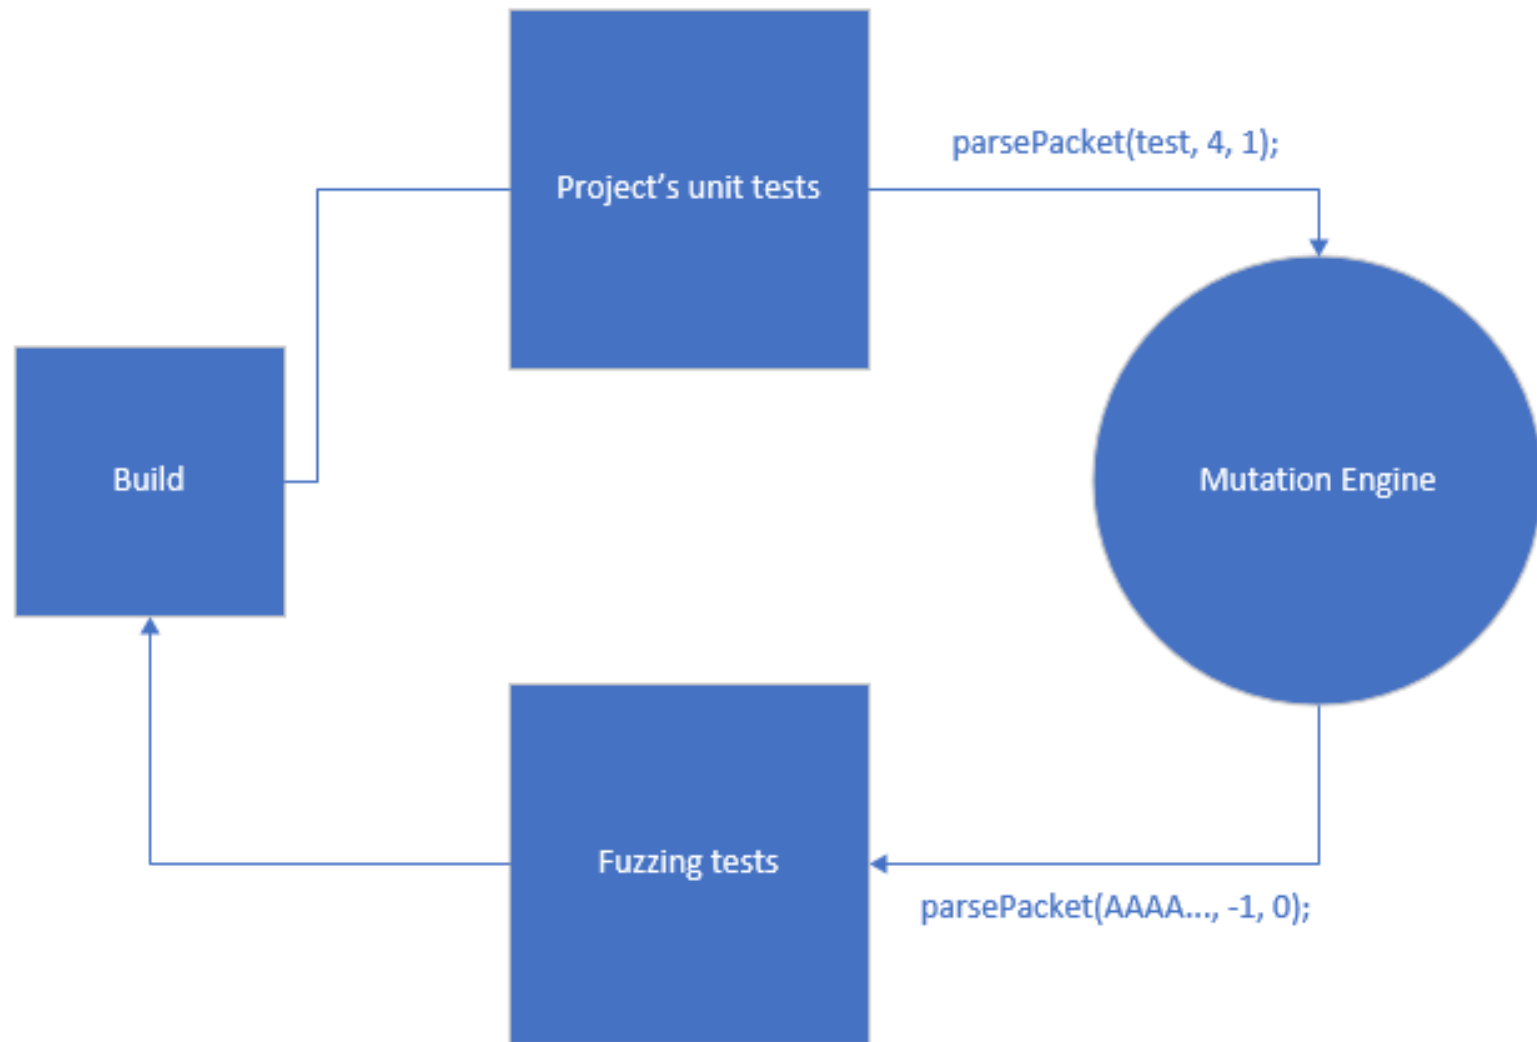 parsePacket(test, 4, 1);
Project’s unit tests
Build
Mutation Engine
Fuzzing tests
parsePacket(AAAA..., -1, 0);